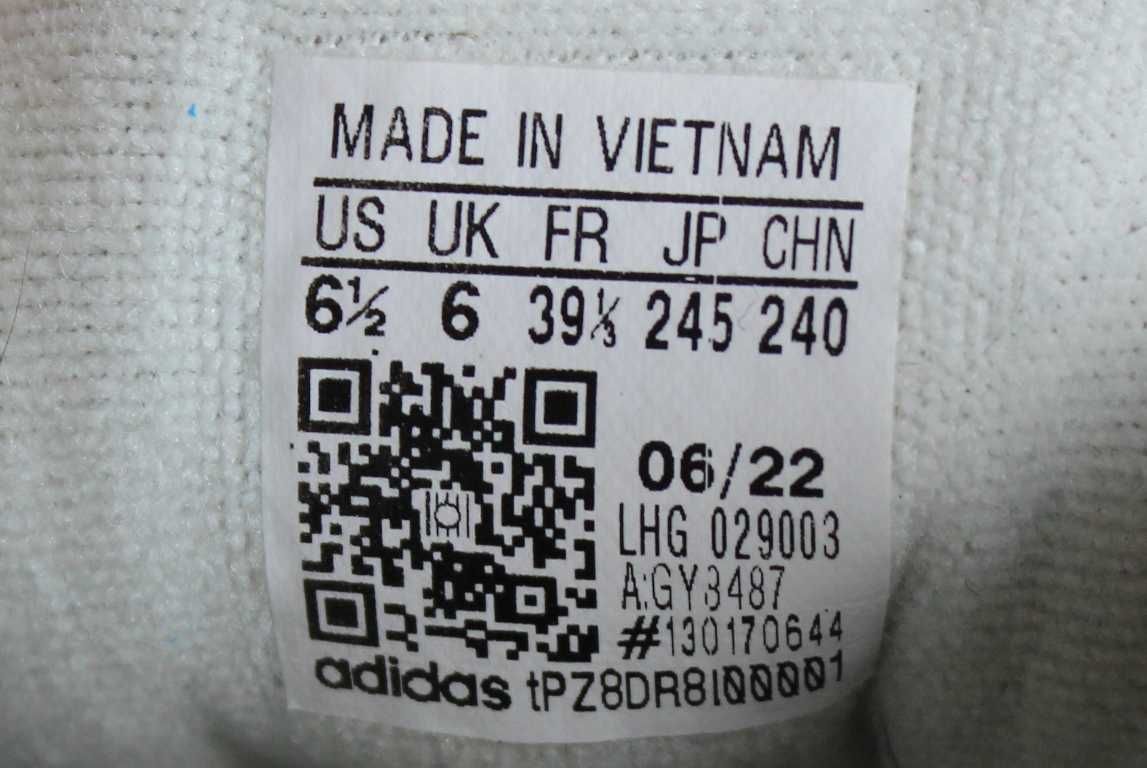 MADE IN VIETNAM
US UK FR JP CHN
6½ 6 39⅓ 245 240
06/22
LHG 029003
A:GY3487
#130170644
adidas tPZ8DR8I00001